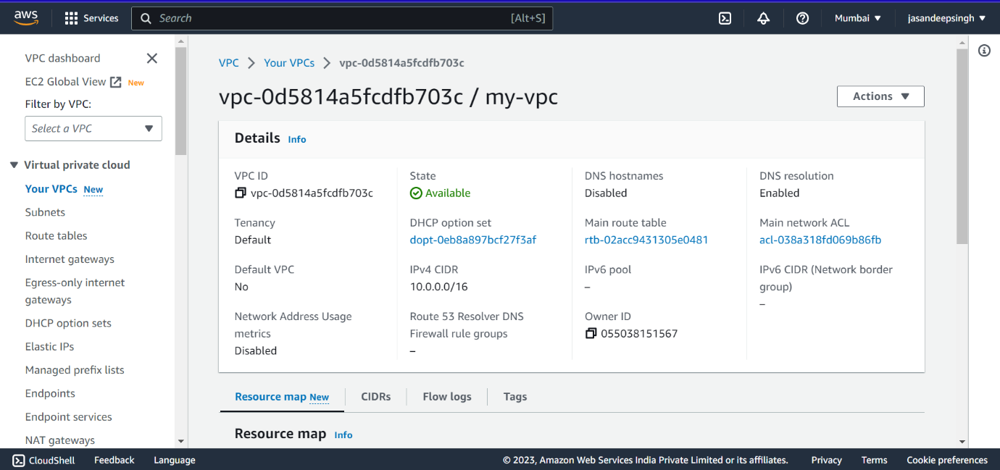 aws
Services
Search
[Alt+S]
Mumbai
jasandeepsingh
VPC dashboard
EC2 Global View New
Filter by VPC:
Select a VPC
Virtual private cloud
Your VPCs New
Subnets
Route tables
Internet gateways
Egress-only internet
gateways
DHCP option sets
Elastic IPs
Managed prefix lists
Endpoints
Endpoint services
NAT gateways
VPC > Your VPCs > vpc-0d5814a5fcdfb703c
vpc-0d5814a5fcdfb703c / my-vpc
Actions
Details Info
VPC ID
vpc-0d5814a5fcdfb703c
State
Available
DNS hostnames
Disabled
DNS resolution
Enabled
Tenancy
Default
DHCP option set
dopt-0eb8a897bcf27f3af
Main route table
rtb-02acc9431305e0481
Main network ACL
acl-038a318fd069b86fb
Default VPC
No
IPv4 CIDR
10.0.0.0/16
IPv6 pool
–
IPv6 CIDR (Network border
group)
–
Network Address Usage
metrics
Disabled
Route 53 Resolver DNS
Firewall rule groups
–
Owner ID
055038151567
Resource map New
CIDRs
Flow logs
Tags
Resource map Info
CloudShell
Feedback
Language
© 2023, Amazon Web Services India Private Limited or its affiliates.
Privacy
Terms
Cookie preferences